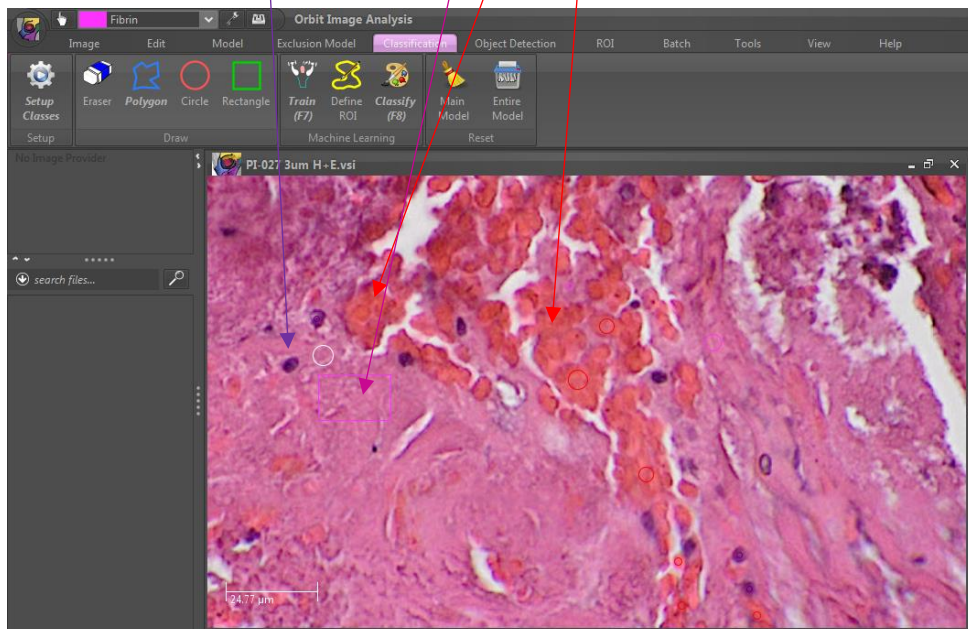 Fibrin
Orbit Image Analysis
Image Edit Model Exclusion Model Classification Object Detection ROI Batch Tools View Help
Setup Classes
Eraser Polygon Circle Rectangle
Train (F7)
Define ROI
Classify (F8)
Main Model
Entire Model
Setup Draw Machine Learning Reset
No Image Provider
PI-027 3um H+E.vsi
search files...
24.77 µm